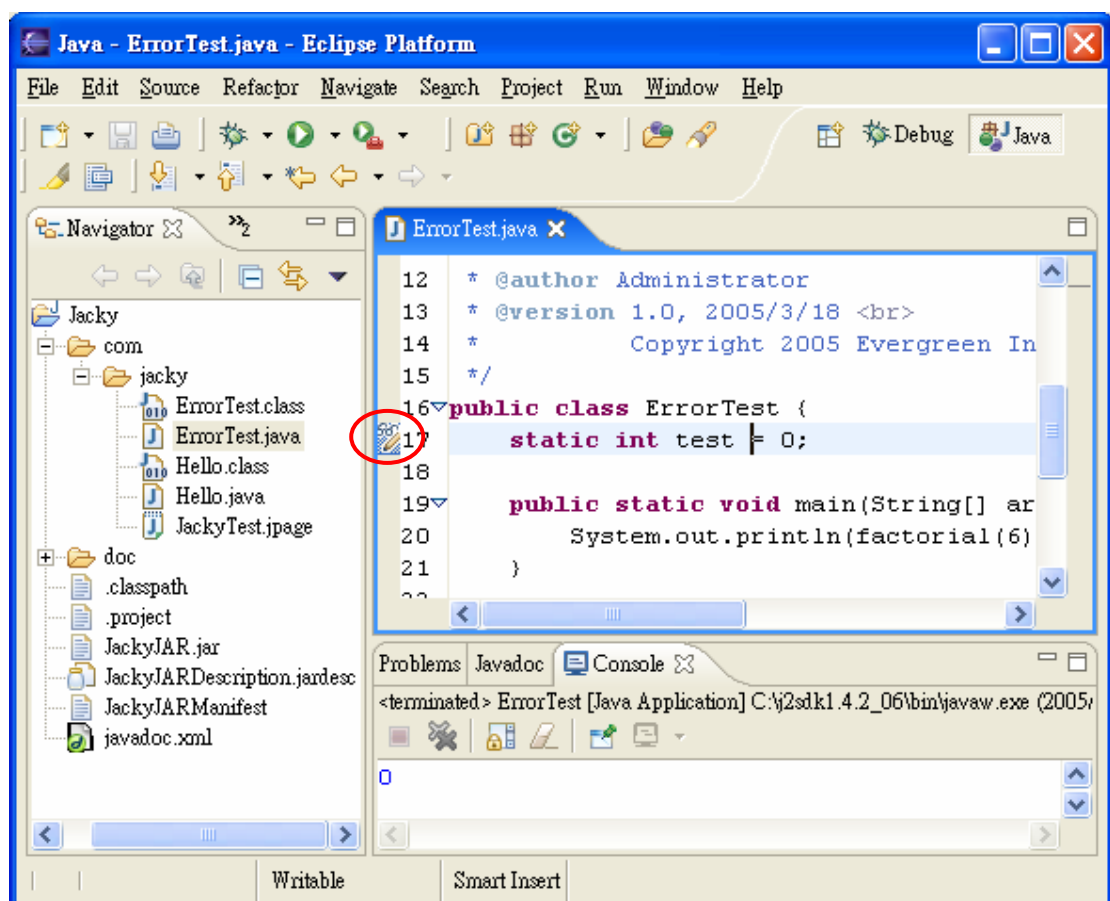 Java - ErrorTest.java - Eclipse Platform
File Edit Source Refactor Navigate Search Project Run Window Help
Debug Java
Navigator 2
Jacky
com
jacky
ErrorTest.class
ErrorTest.java
Hello.class
Hello.java
JackyTest.jpage
doc
.classpath
.project
JackyJAR.jar
JackyJARDescription.jardesc
JackyJARManifest
javadoc.xml
ErrorTest.java
12 * @author Administrator
13 * @version 1.0, 2005/3/18 <br>
14 * Copyright 2005 Evergreen In
15 */
16 public class ErrorTest {
17 static int test = 0;
18
19 public static void main(String[] ar
20 System.out.println(factorial(6)
21 }
Problems Javadoc Console
<terminated> ErrorTest [Java Application] C:\j2sdk1.4.2_06\bin\javaw.exe (2005/
0
Writable Smart Insert